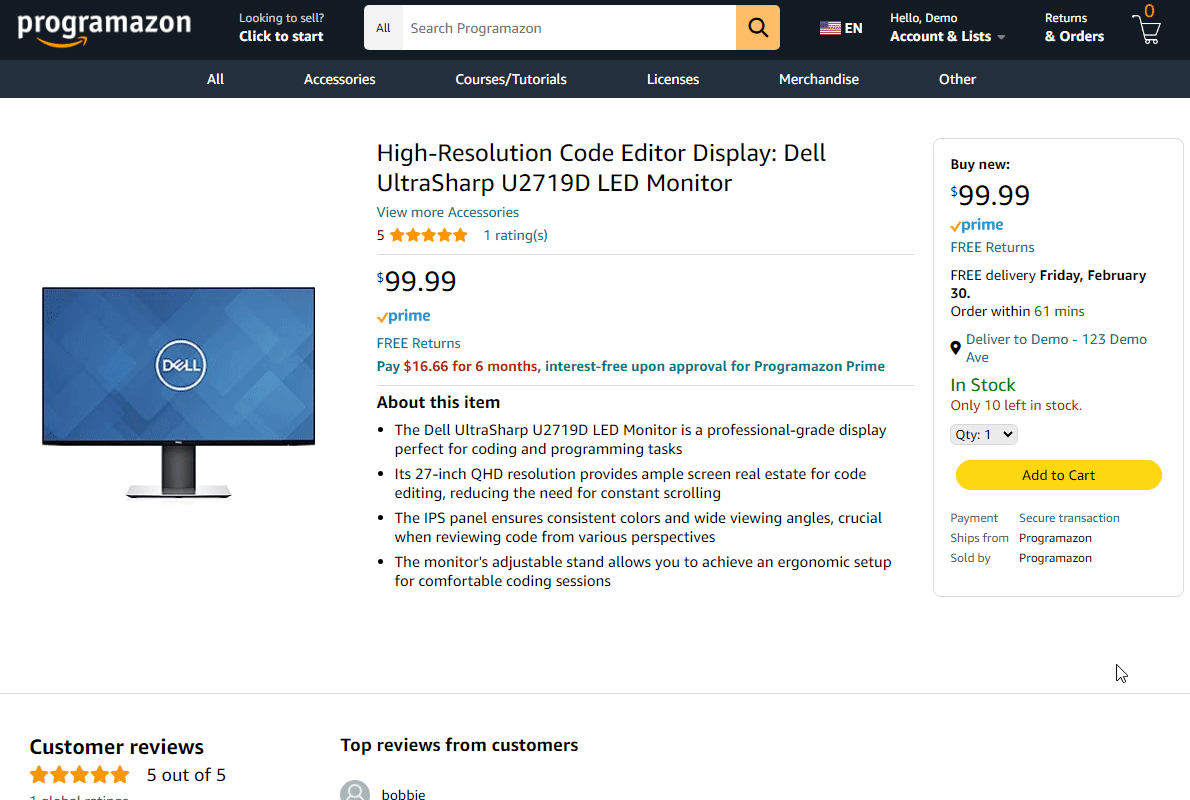 programazon
Looking to sell?
Click to start
All
Search Programazon
EN
Hello, Demo
Account & Lists
Returns
& Orders
0
All
Accessories
Courses/Tutorials
Licenses
Merchandise
Other
High-Resolution Code Editor Display: Dell
UltraSharp U2719D LED Monitor
View more Accessories
5
1 rating(s)
$99.99
prime
FREE Returns
Pay $16.66 for 6 months, interest-free upon approval for Programazon Prime
About this item
• The Dell UltraSharp U2719D LED Monitor is a professional-grade display
perfect for coding and programming tasks
• Its 27-inch QHD resolution provides ample screen real estate for code
editing, reducing the need for constant scrolling
• The IPS panel ensures consistent colors and wide viewing angles, crucial
when reviewing code from various perspectives
• The monitor's adjustable stand allows you to achieve an ergonomic setup
for comfortable coding sessions
DELL
Buy new:
$99.99
prime
FREE Returns
FREE delivery Friday, February
30.
Order within 61 mins
Deliver to Demo - 123 Demo
Ave
In Stock
Only 10 left in stock.
Qty: 1
Add to Cart
Payment Secure transaction
Ships from Programazon
Sold by Programazon
Customer reviews
5 out of 5
1 global ratings
Top reviews from customers
bobbie